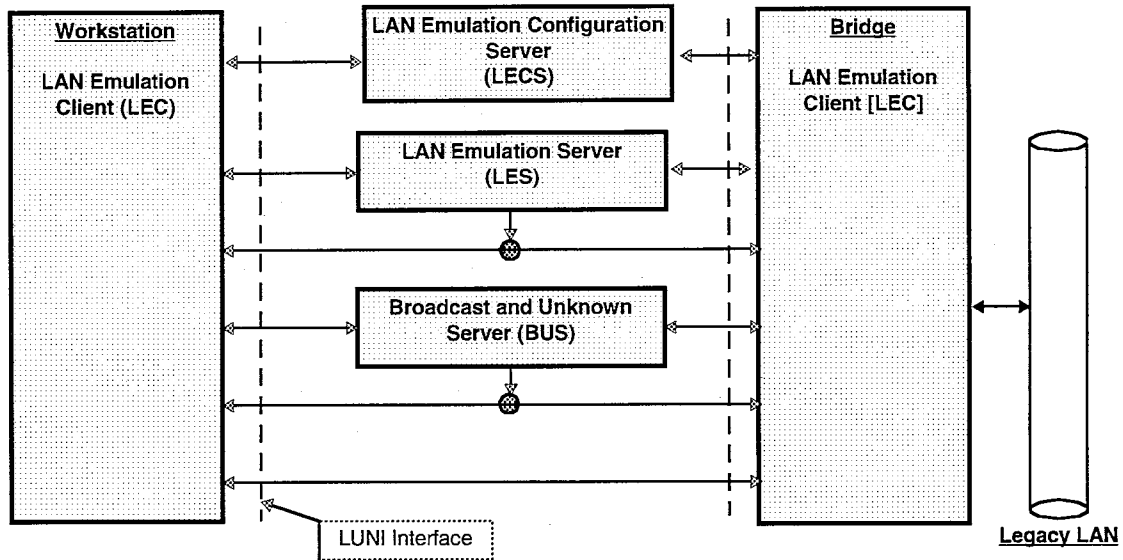 Workstation
LAN Emulation
Client (LEC)
LAN Emulation Configuration
Server
(LECS)
Bridge
LAN Emulation
Client [LEC]
LAN Emulation Server
(LES)
Broadcast and Unknown
Server (BUS)
LUNI Interface
Legacy LAN